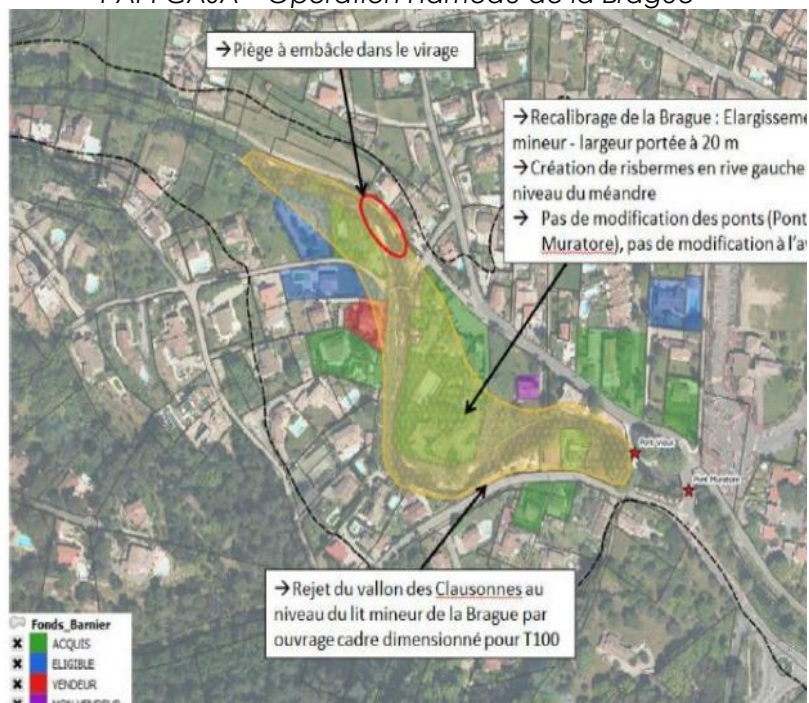 PAPI CASA – Opération hameau de la Brague
→Piège à embâcle dans le virage
→Recalibrage de la Brague : Elargisseme
mineur - largeur portée à 20 m
→Création de risbermes en rive gauche
niveau du méandre
→ Pas de modification des ponts (Pont
Muratore), pas de modification à l'a
Pont Vieux
Pont Muratore
→Rejet du vallon des Clausonnes au
niveau du lit mineur de la Brague par
ouvrage cadre dimensionné pour T100
Fonds_Barnier
ACQUIS
ELIGIBLE
VENDEUR
NON VENDEUR